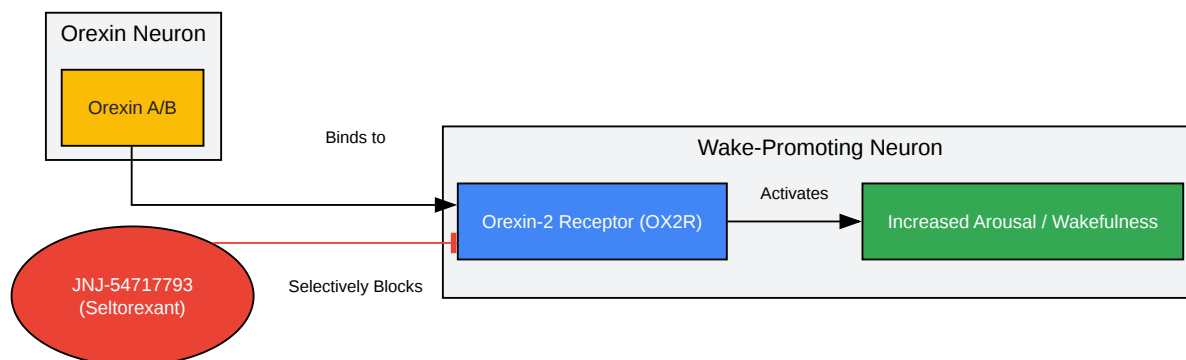 Orexin Neuron
Orexin A/B
Binds to
Wake-Promoting Neuron
Orexin-2 Receptor (OX2R)
Activates
Increased Arousal / Wakefulness
JNJ-54717793
(Seltorexant)
Selectively Blocks